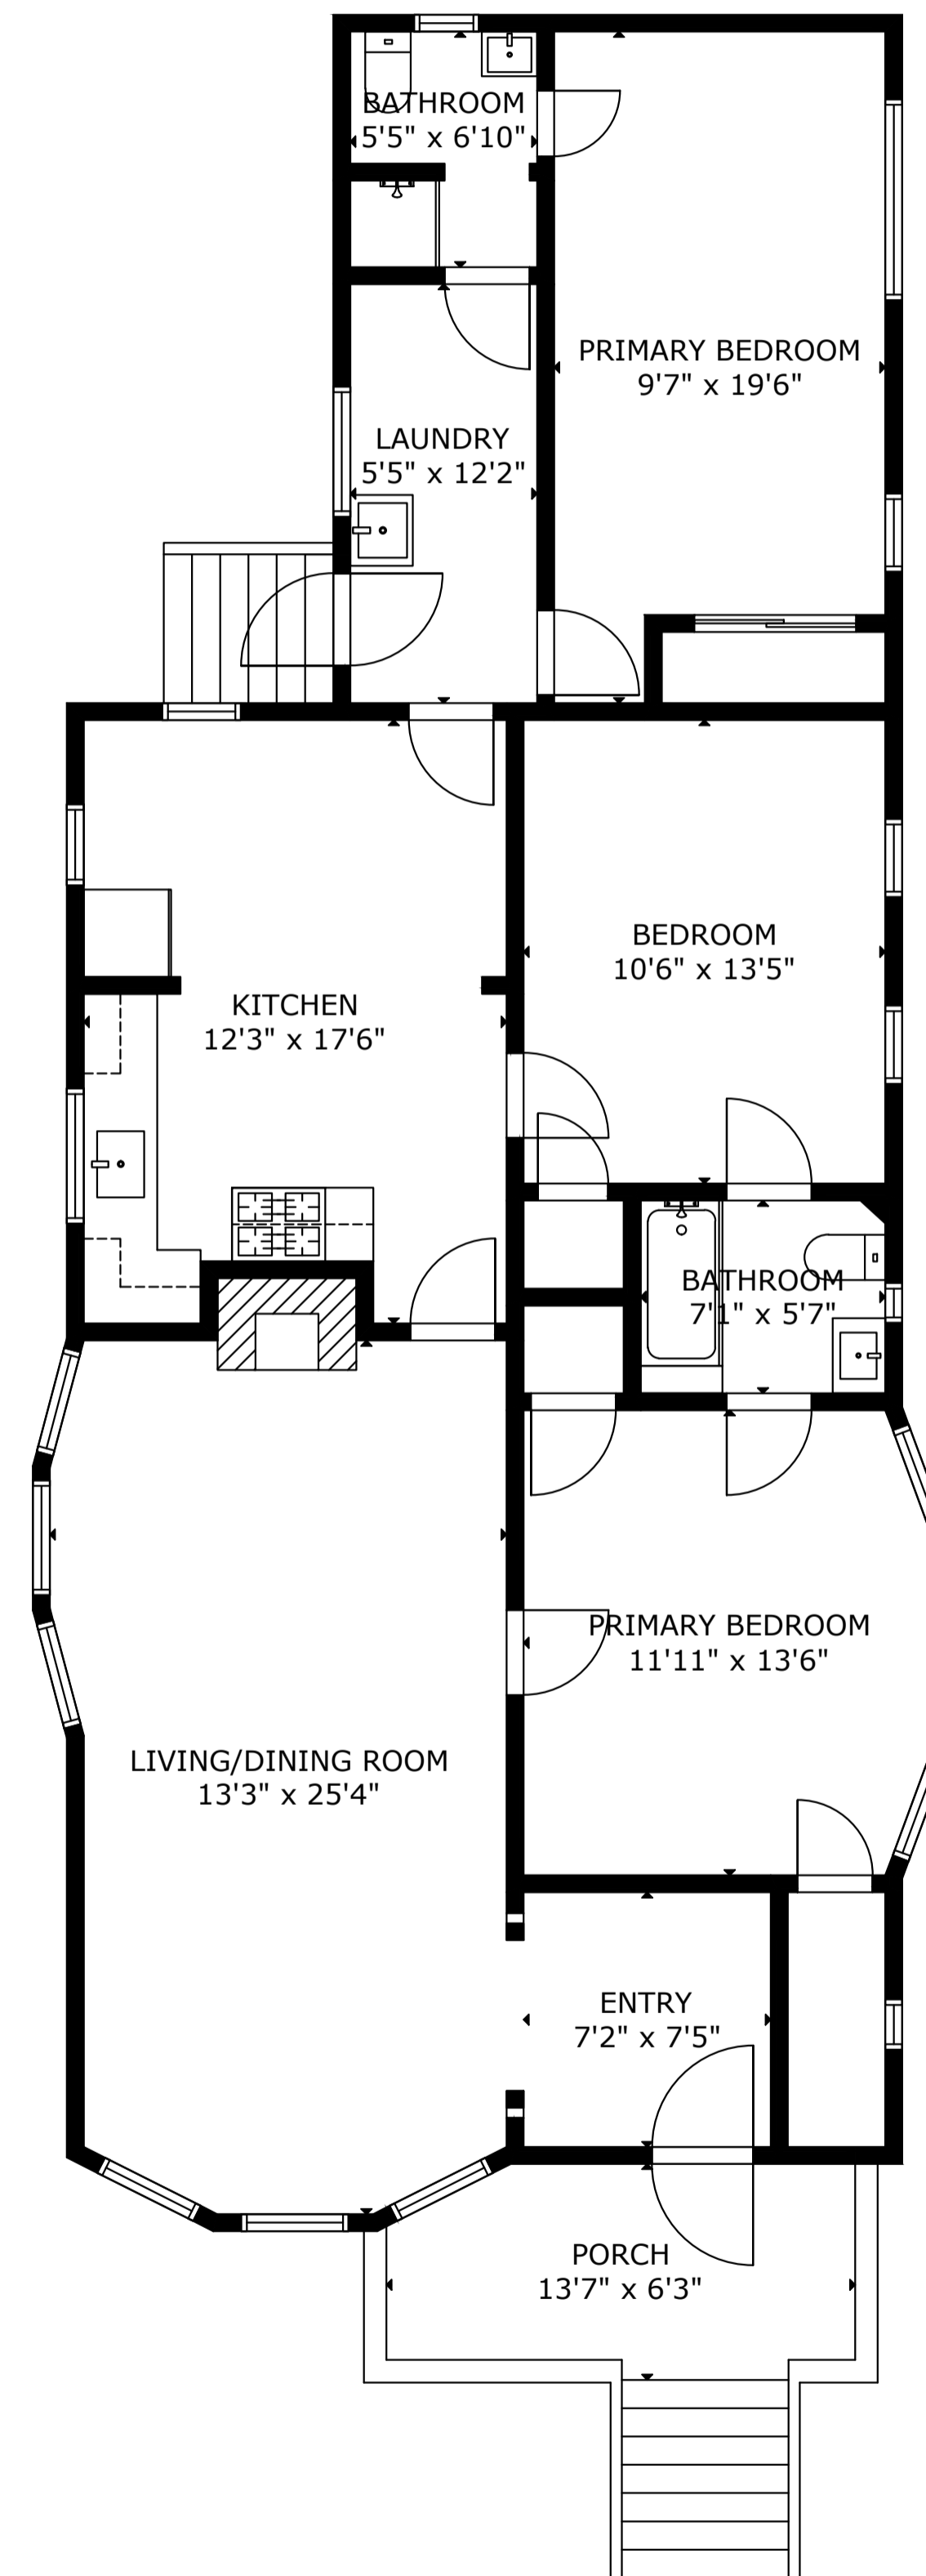 BATHROOM
5'5" x 6'10"
PRIMARY BEDROOM
9'7" x 19'6"
LAUNDRY
5'5" x 12'2"
BEDROOM
10'6" x 13'5"
KITCHEN
12'3" x 17'6"
BATHROOM
7'1" x 5'7"
PRIMARY BEDROOM
11'11" x 13'6"
LIVING/DINING ROOM
13'3" x 25'4"
ENTRY
7'2" x 7'5"
PORCH
13'7" x 6'3"